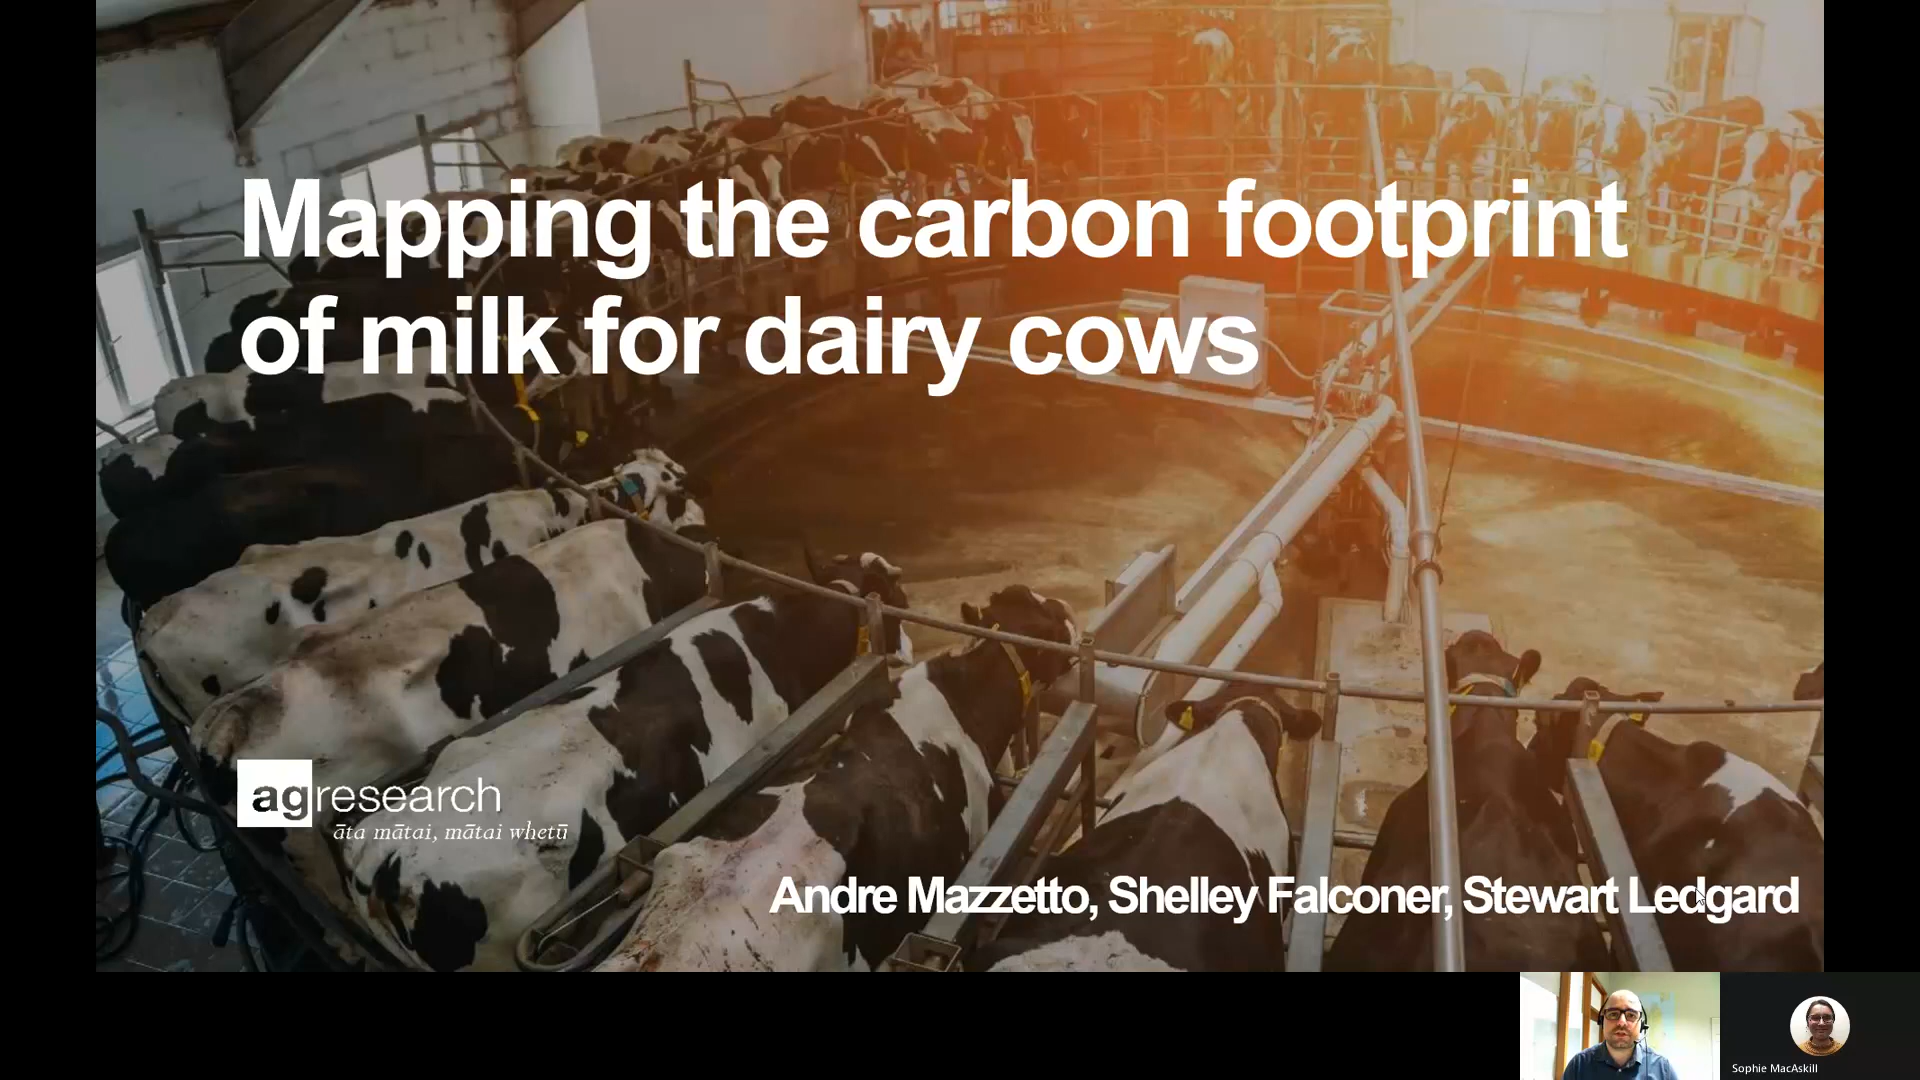 Mapping the carbon footprint
of milk for dairy cows
agresearch
āta mātai, mātai whetū
Andre Mazzetto, Shelley Falconer, Stewart Ledgard
Sophie MacAskill